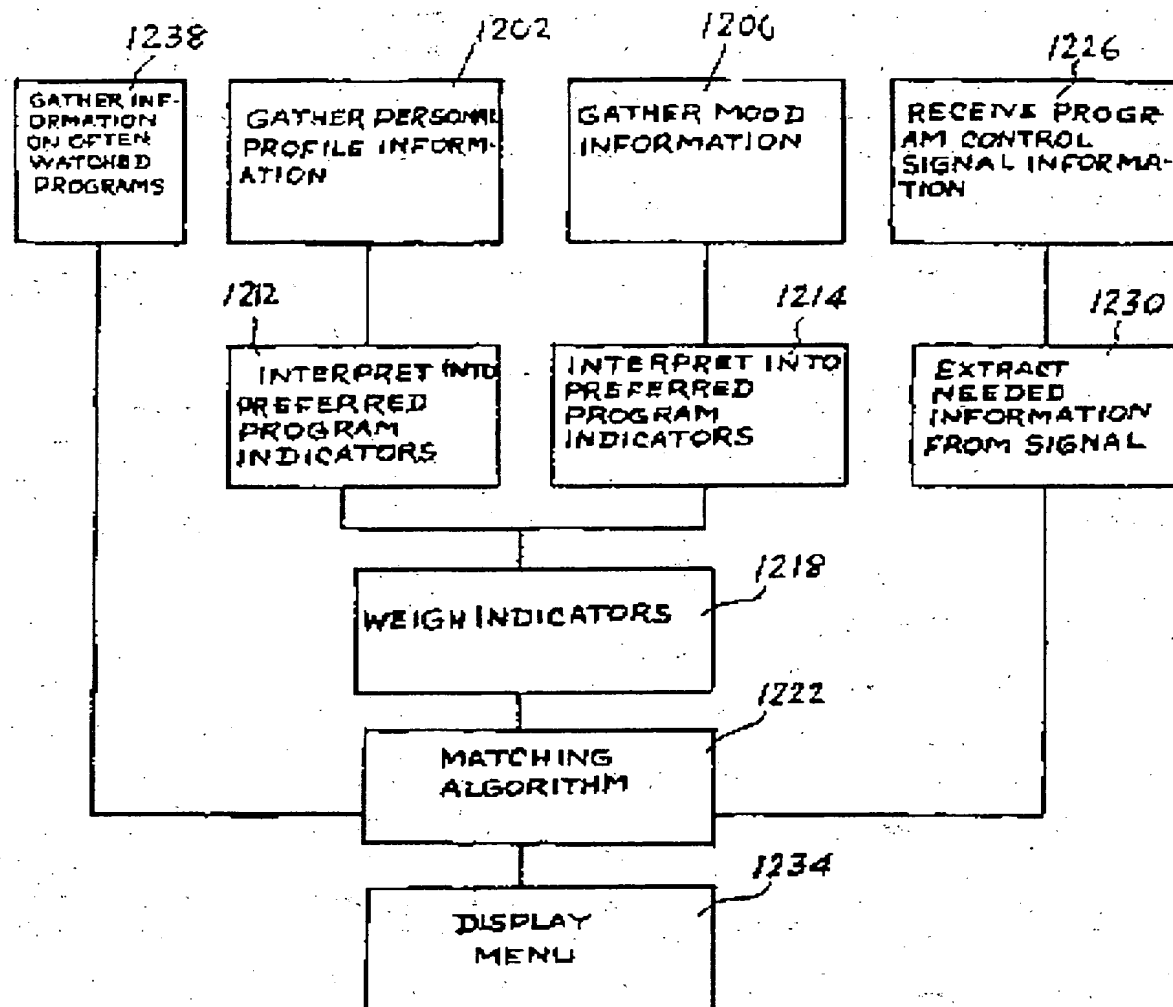 1238
1202
1206
1226
GATHER INF-
ORMATION
ON OFTEN
WATCHED
PROGRAMS
GATHER PERSONAL
PROFILE INFORM-
ATION
GATHER MOOD
INFORMATION
RECEIVE PROGR-
AM CONTROL
SIGNAL INFORMA-
TION
1212
1214
1230
INTERPRET INTO
PREFERRED
PROGRAM
INDICATORS
INTERPRET INTO
PREFERRED
PROGRAM
INDICATORS
EXTRACT
NEEDED
INFORMATION
FROM SIGNAL
1218
WEIGH INDICATORS
1222
MATCHING
ALGORITHM
1234
DISPLAY
MENU